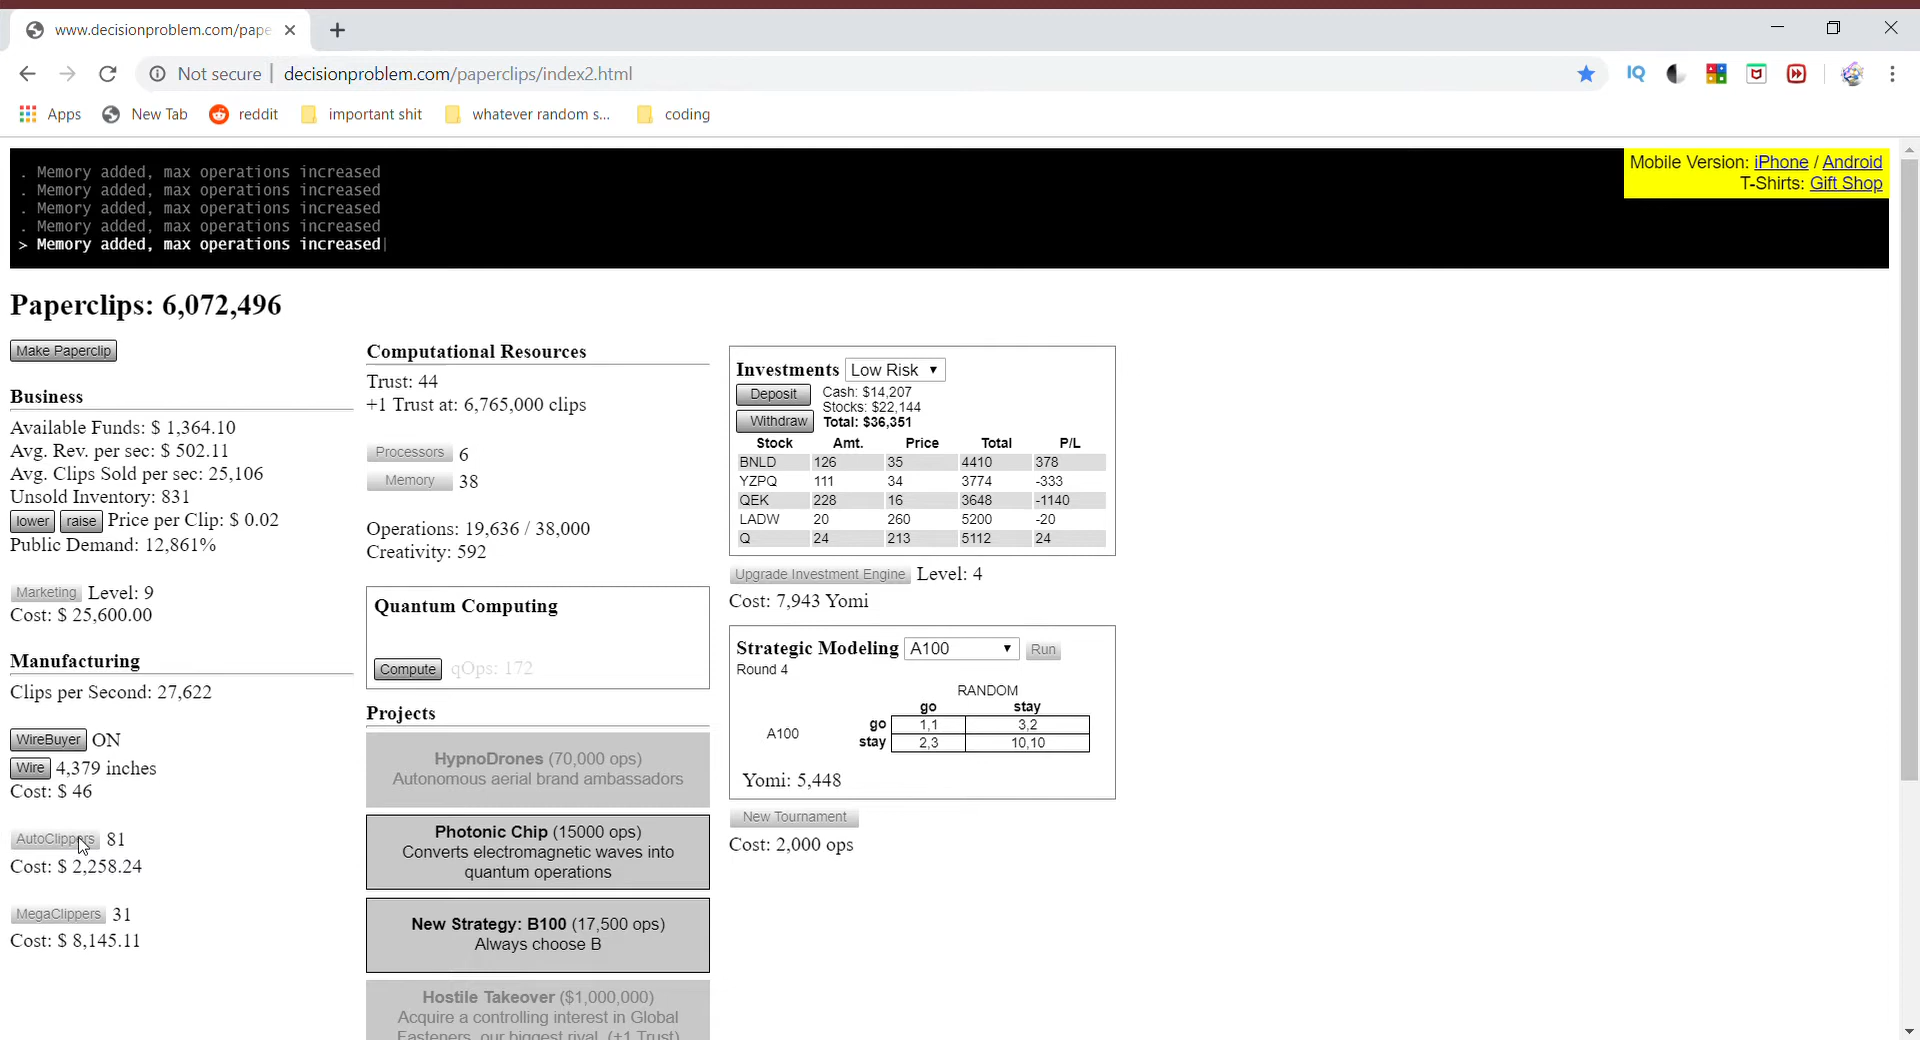 www.decisionproblem.com/pape
Not secure decisionproblem.com/paperclips/index2.html
IQ
Apps New Tab reddit important shit whatever random s... coding
. Memory added, max operations increased
. Memory added, max operations increased
. Memory added, max operations increased
. Memory added, max operations increased
> Memory added, max operations increased
Mobile Version: iPhone / Android
T-Shirts: Gift Shop
Paperclips: 6,072,496
Make Paperclip
Business
Available Funds: $ 1,364.10
Avg. Rev. per sec: $ 502.11
Avg. Clips Sold per sec: 25,106
Unsold Inventory: 831
lower raise Price per Clip: $ 0.02
Public Demand: 12,861%
Marketing Level: 9
Cost: $ 25,600.00
Manufacturing
Clips per Second: 27,622
WireBuyer ON
Wire 4,379 inches
Cost: $ 46
AutoClippers 81
Cost: $ 2,258.24
MegaClippers 31
Cost: $ 8,145.11
Computational Resources
Trust: 44
+1 Trust at: 6,765,000 clips
Processors 6
Memory 38
Operations: 19,636 / 38,000
Creativity: 592
Quantum Computing
Compute qOps: 172
Projects
HypnoDrones (70,000 ops)
Autonomous aerial brand ambassadors
Photonic Chip (15000 ops)
Converts electromagnetic waves into
quantum operations
New Strategy: B100 (17,500 ops)
Always choose B
Hostile Takeover ($1,000,000)
Acquire a controlling interest in Global
Fasteners, our biggest rival. (+1 Trust)
Investments Low Risk
Deposit Cash: $14,207
Stocks: $22,144
Withdraw Total: $36,351
Stock Amt. Price Total P/L
BNLD 126 35 4410 378
YZPQ 111 34 3774 -333
QEK 228 16 3648 -1140
LADW 20 260 5200 -20
Q 24 213 5112 24
Upgrade Investment Engine Level: 4
Cost: 7,943 Yomi
Strategic Modeling A100 Run
Round 4
RANDOM
go stay
go 1,1 3,2
A100
stay 2,3 10,10
Yomi: 5,448
New Tournament
Cost: 2,000 ops